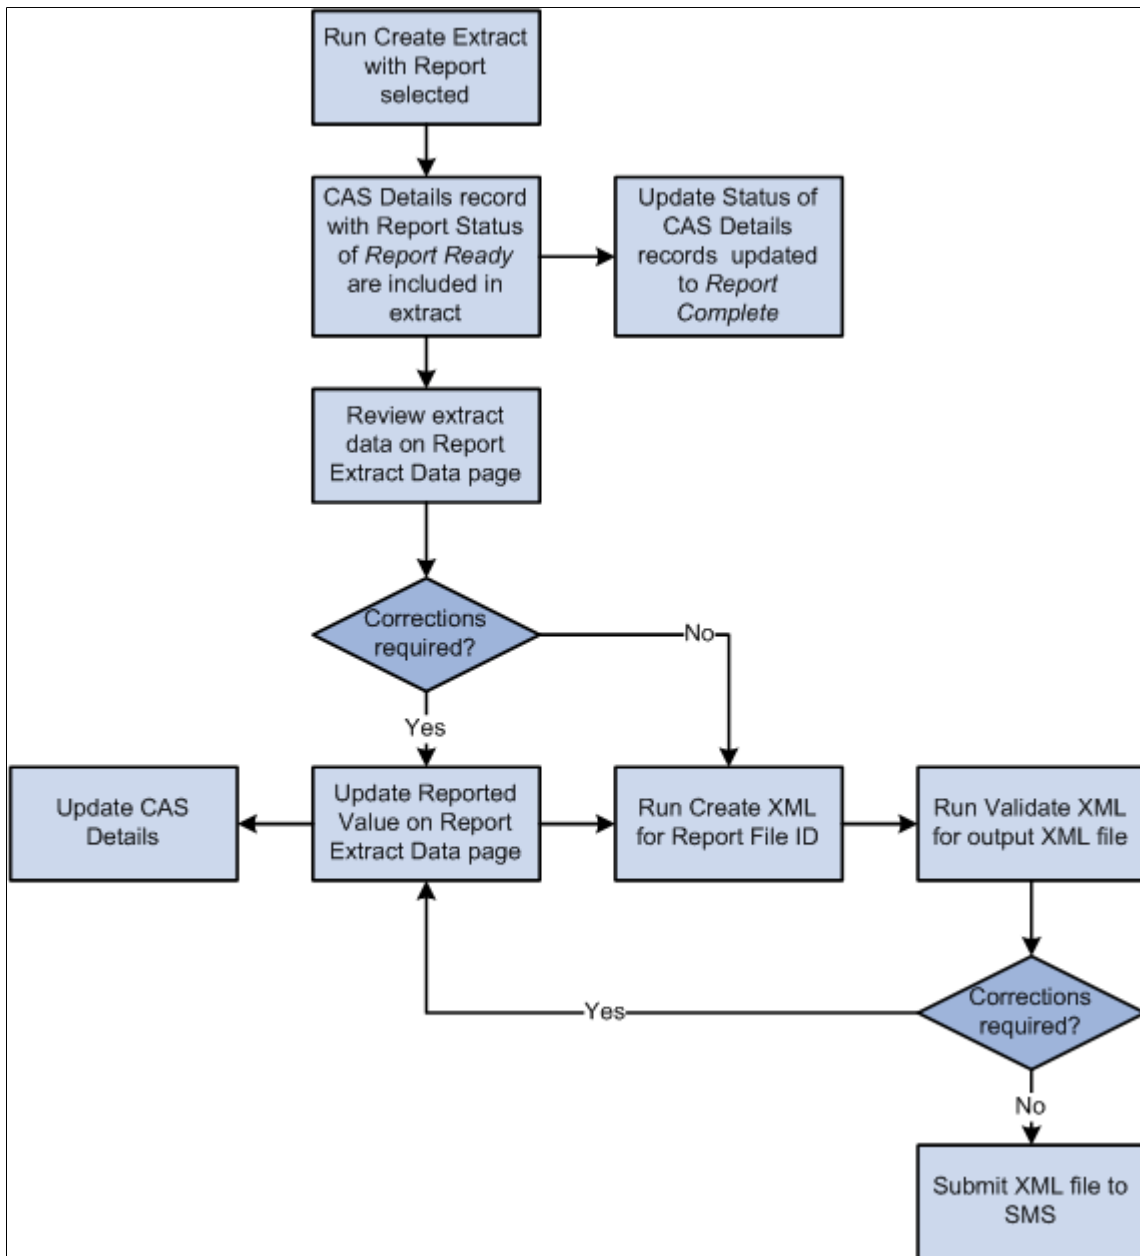 Run Create Extract
with Report
selected
CAS Details record
with Report Status
of Report Ready
are included in
extract
Update Status of
CAS Details
records updated
to Report
Complete
Review extract
data on Report
Extract Data page
Corrections
required?
No
Yes
Update CAS
Details
Update Reported
Value on Report
Extract Data page
Run Create XML
for Report File ID
Run Validate XML
for output XML file
Corrections
required?
Yes
No
Submit XML file to
SMS